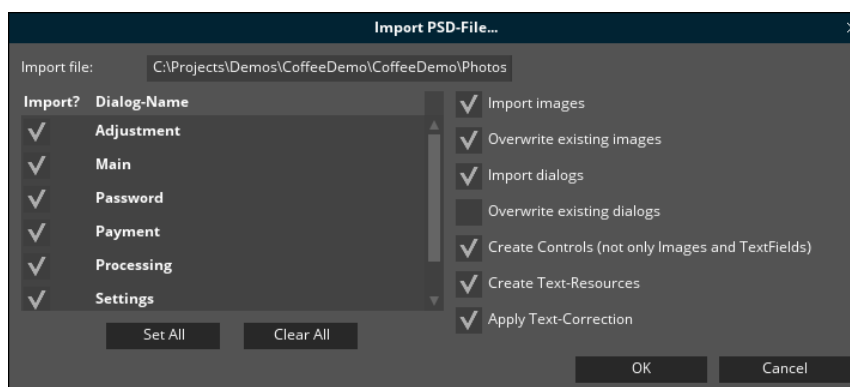 Import PSD-File...
Import file: C:\Projects\Demos\CoffeeDemo\CoffeeDemo\Photos
Import? Dialog-Name
Adjustment
Main
Password
Payment
Processing
Settings
Set All Clear All
Import images
Overwrite existing images
Import dialogs
Overwrite existing dialogs
Create Controls (not only Images and TextFields)
Create Text-Resources
Apply Text-Correction
OK Cancel